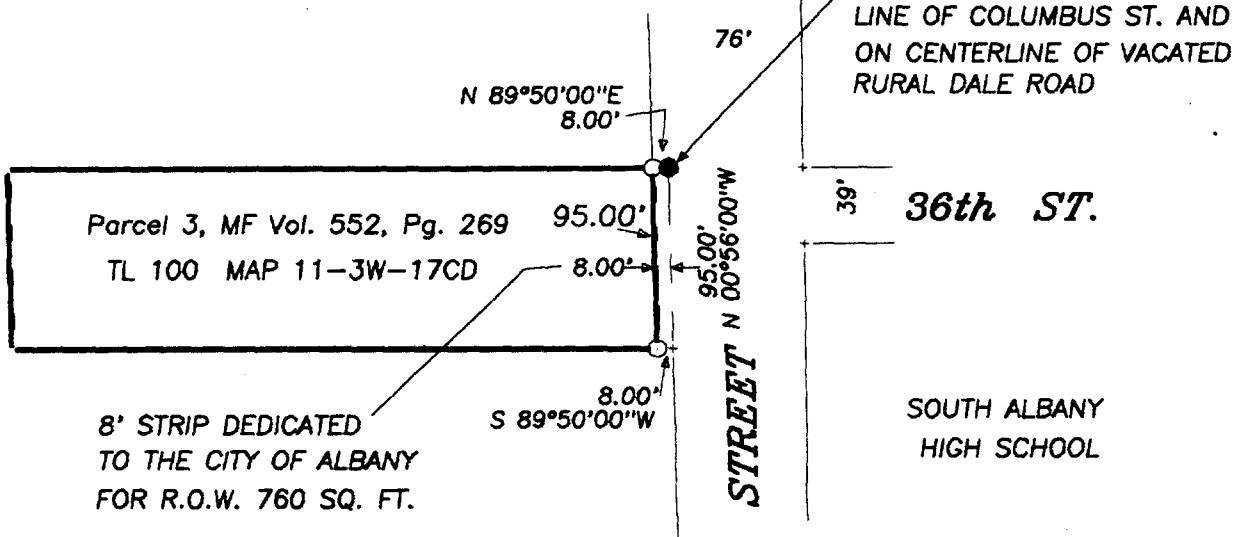 LINE OF COLUMBUS ST. AND
ON CENTERLINE OF VACATED
RURAL DALE ROAD
76'
N 89°50'00"E
8.00'
Parcel 3, MF Vol. 552, Pg. 269
TL 100 MAP 11-3W-17CD
95.00'
8.00'
95.00'
N 00°56'00"W
STREET
39'
36th ST.
8.00'
S 89°50'00"W
8' STRIP DEDICATED
TO THE CITY OF ALBANY
FOR R.O.W. 760 SQ. FT.
SOUTH ALBANY
HIGH SCHOOL